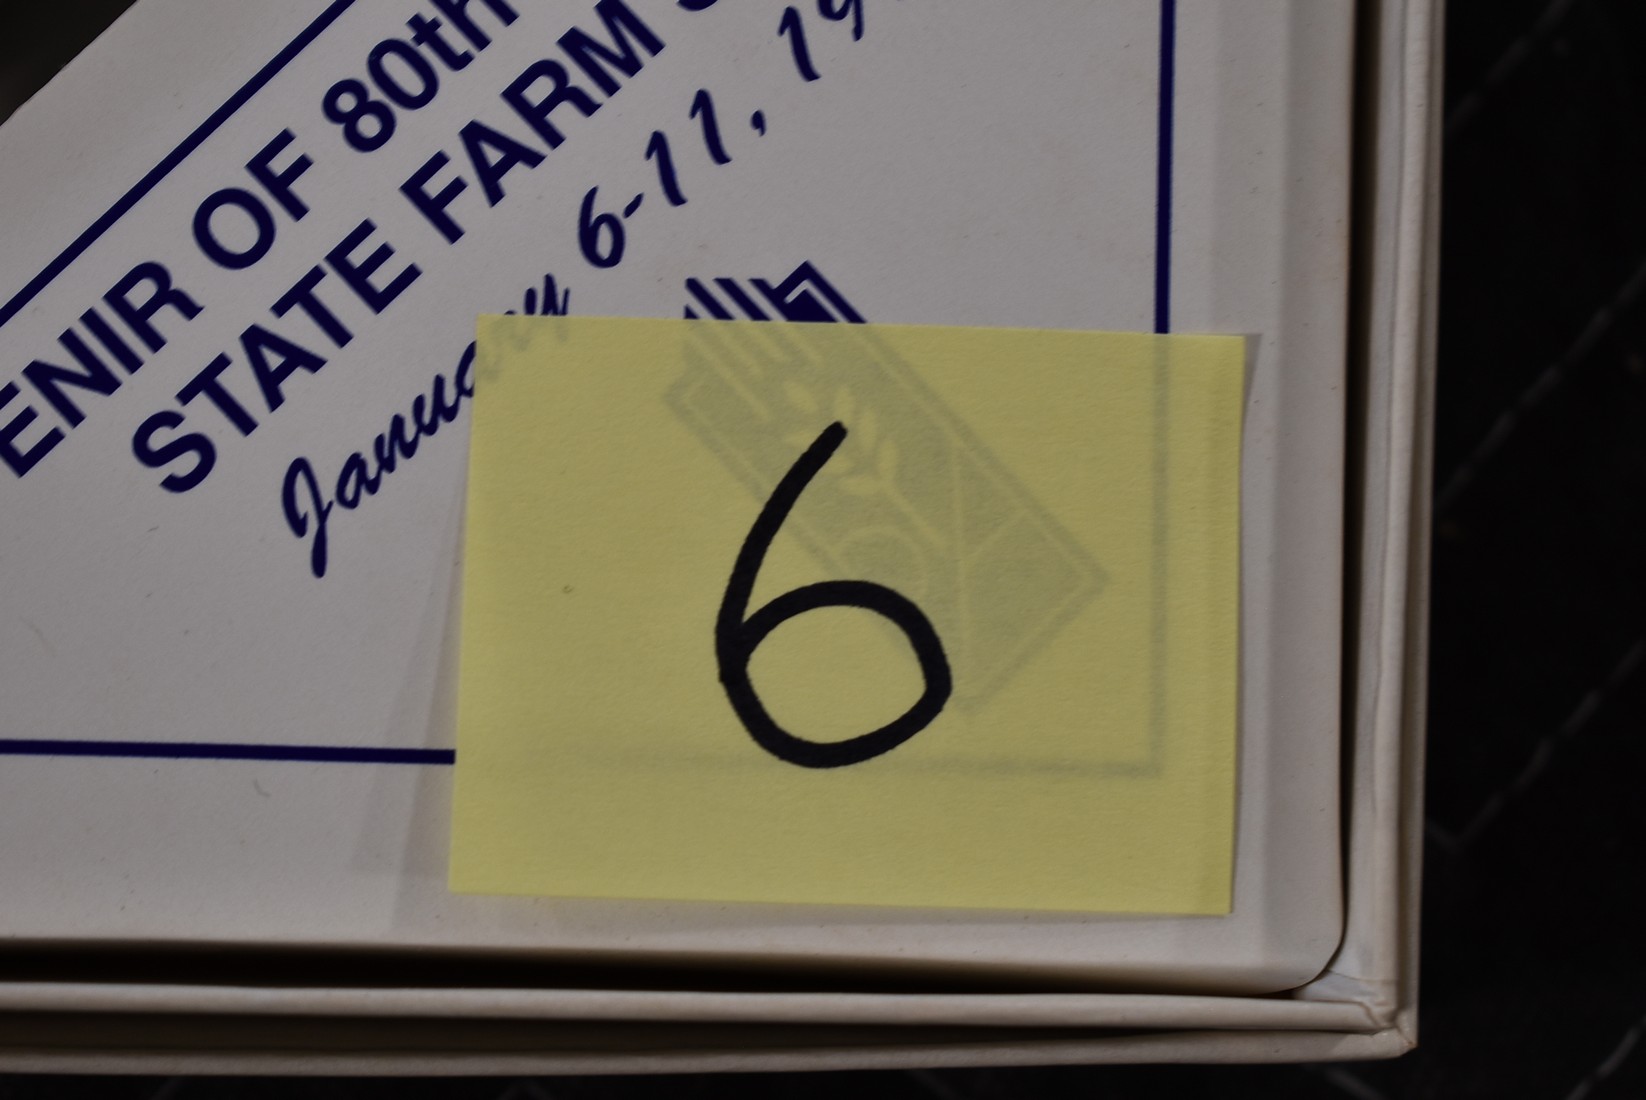 ENIR OF 80th
STATE FARM
January 6-11, 19
6